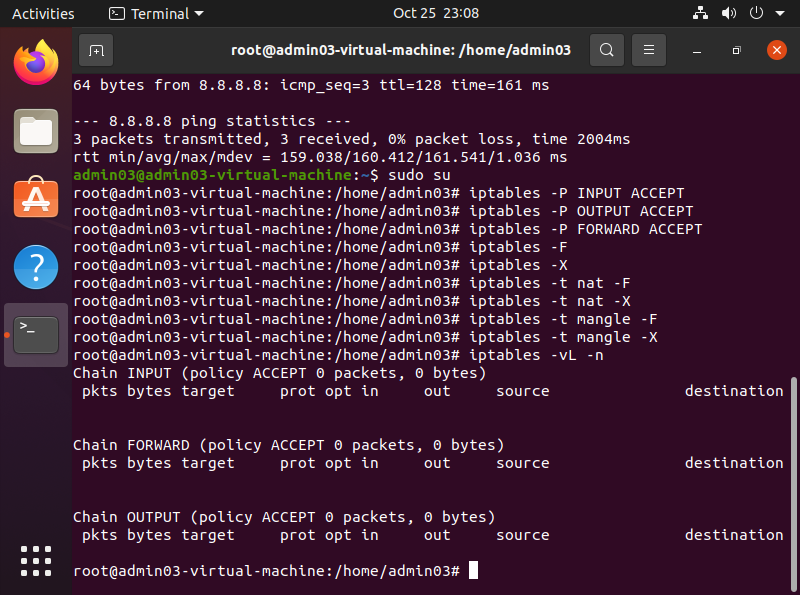 Activities
Terminal
Oct 25 23:08
root@admin03-virtual-machine: /home/admin03
64 bytes from 8.8.8.8: icmp_seq=3 ttl=128 time=161 ms
--- 8.8.8.8 ping statistics ---
3 packets transmitted, 3 received, 0% packet loss, time 2004ms
rtt min/avg/max/mdev = 159.038/160.412/161.541/1.036 ms
admin03@admin03-virtual-machine:~$ sudo su
root@admin03-virtual-machine:/home/admin03# iptables -P INPUT ACCEPT
root@admin03-virtual-machine:/home/admin03# iptables -P OUTPUT ACCEPT
root@admin03-virtual-machine:/home/admin03# iptables -P FORWARD ACCEPT
root@admin03-virtual-machine:/home/admin03# iptables -F
root@admin03-virtual-machine:/home/admin03# iptables -X
root@admin03-virtual-machine:/home/admin03# iptables -t nat -F
root@admin03-virtual-machine:/home/admin03# iptables -t nat -X
root@admin03-virtual-machine:/home/admin03# iptables -t mangle -F
root@admin03-virtual-machine:/home/admin03# iptables -t mangle -X
root@admin03-virtual-machine:/home/admin03# iptables -vL -n
Chain INPUT (policy ACCEPT 0 packets, 0 bytes)
 pkts bytes target     prot opt in     out     source               destination
Chain FORWARD (policy ACCEPT 0 packets, 0 bytes)
 pkts bytes target     prot opt in     out     source               destination
Chain OUTPUT (policy ACCEPT 0 packets, 0 bytes)
 pkts bytes target     prot opt in     out     source               destination
root@admin03-virtual-machine:/home/admin03#